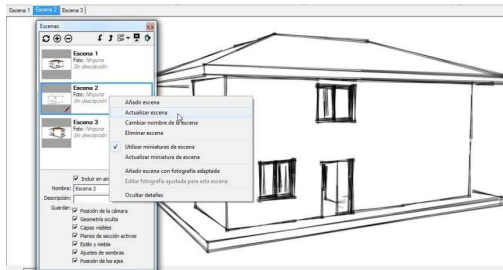 Escena 1 Escena 2 Escena 3
Escenas
Escena 1
Foto: Ninguna
Sin descripción
Escena 2
Foto: Ninguna
Sin descripción
Escena 3
Foto: Ninguna
Sin descripción
Añadir escena
Actualizar escena
Cambiar nombre de la escena
Eliminar escena
Utilizar miniaturas de escena
Actualizar miniatura de escena
Añadir escena con fotografía adaptada
Editar fotografía ajustada para esta escena
Ocultar detalles
Incluir en an
Nombre: Escena 2
Descripción:
Guardar: Posición de la cámara
Geometría oculta
Capas visibles
Planos de sección activos
Estilo y niebla
Ajustes de sombras
Posición de los ejes